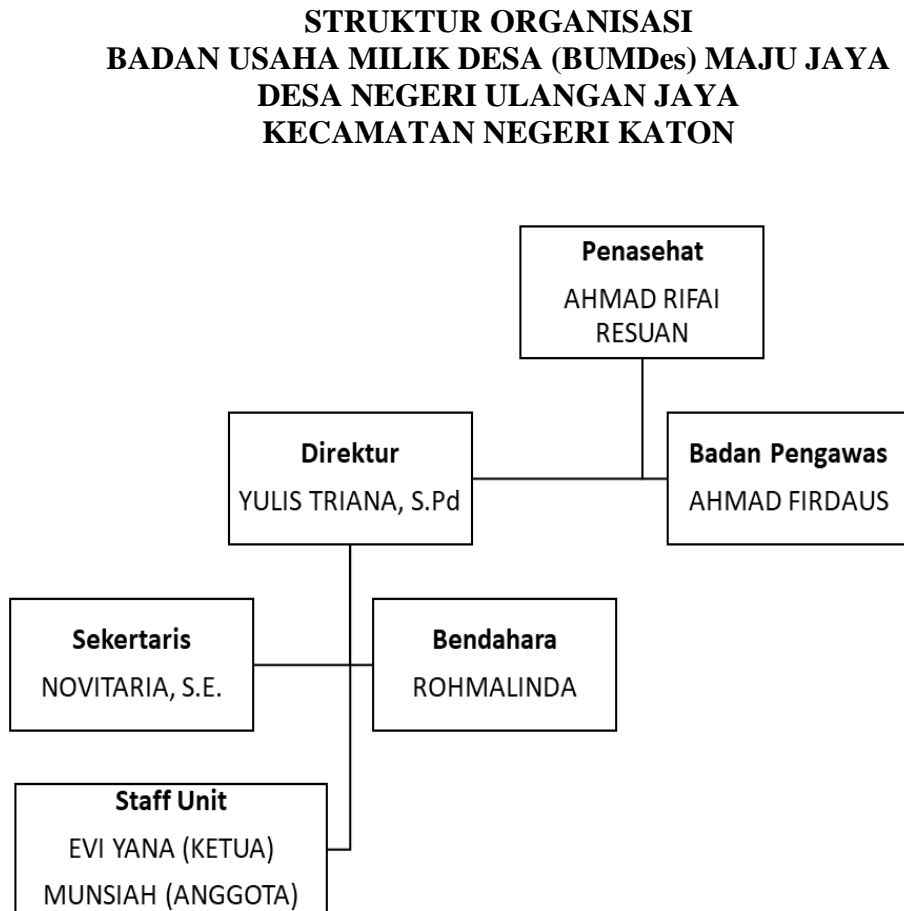 STRUKTUR ORGANISASI
BADAN USAHA MILIK DESA (BUMDes) MAJU JAYA
DESA NEGERI ULANGAN JAYA
KECAMATAN NEGERI KATON
Penasehat
AHMAD RIFAI
RESUAN
Direktur
YULIS TRIANA, S.Pd
Badan Pengawas
AHMAD FIRDAUS
Sekertaris
NOVITARIA, S.E.
Bendahara
ROHMALINDA
Staff Unit
EVI YANA (KETUA)
MUNSIAH (ANGGOTA)